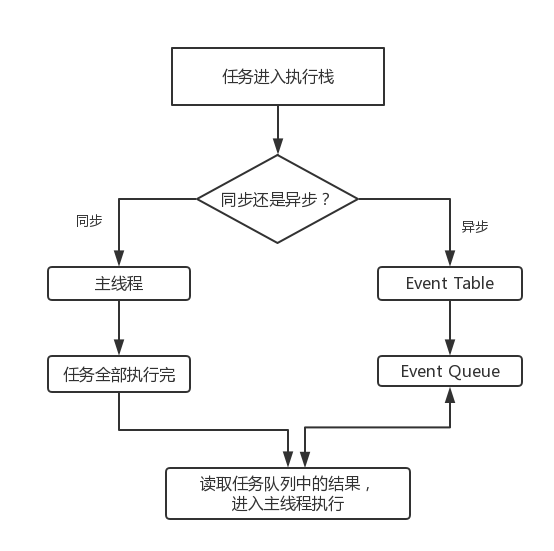 任务进入执行栈
同步还是异步？
同步
异步
主线程
Event Table
任务全部执行完
Event Queue
读取任务队列中的结果，
进入主线程执行